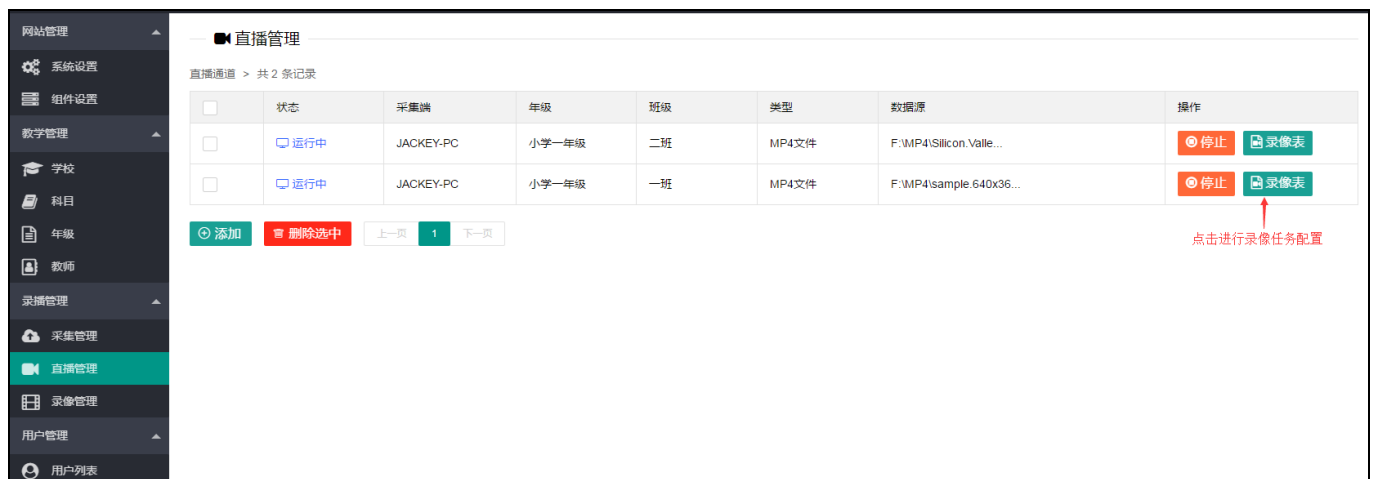 网站管理
系统设置
组件设置
教学管理
学校
科目
年级
教师
录播管理
采集管理
直播管理
录像管理
用户管理
用户列表
直播管理
直播通道 > 共 2 条记录
状态 采集端 年级 班级 类型 数据源 操作
运行中 JACKEY-PC 小学一年级 二班 MP4文件 F:\MP4\Silicon.Valle... 停止 录像表
运行中 JACKEY-PC 小学一年级 一班 MP4文件 F:\MP4\sample.640x36... 停止 录像表
添加 删除选中 上一页 1 下一页
点击进行录像任务配置